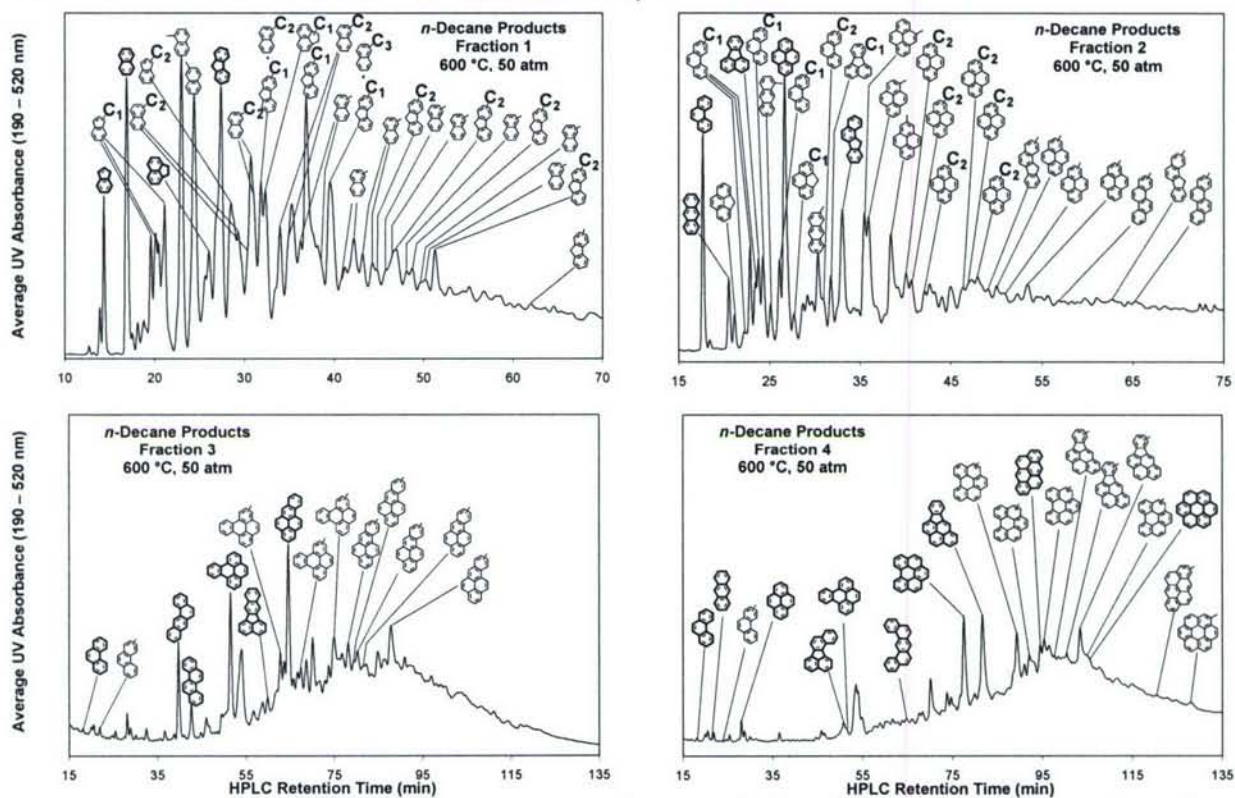 n-Decane Products
Fraction 1
600 °C, 50 atm
C2
C1
C2
C3
C2
C1
C1
C1
C1
C2
C2
C2
C2
C2
C2
Average UV Absorbance (190 – 520 nm)
10 20 30 40 50 60 70
n-Decane Products
Fraction 2
600 °C, 50 atm
C1
C1
C2
C1
C2
C2
C1
C2
C2
C1
C2
C2
15 25 35 45 55 65 75
n-Decane Products
Fraction 3
600 °C, 50 atm
Average UV Absorbance (190 – 520 nm)
15 35 55 75 95 115 135
HPLC Retention Time (min)
n-Decane Products
Fraction 4
600 °C, 50 atm
15 35 55 75 95 115 135
HPLC Retention Time (min)